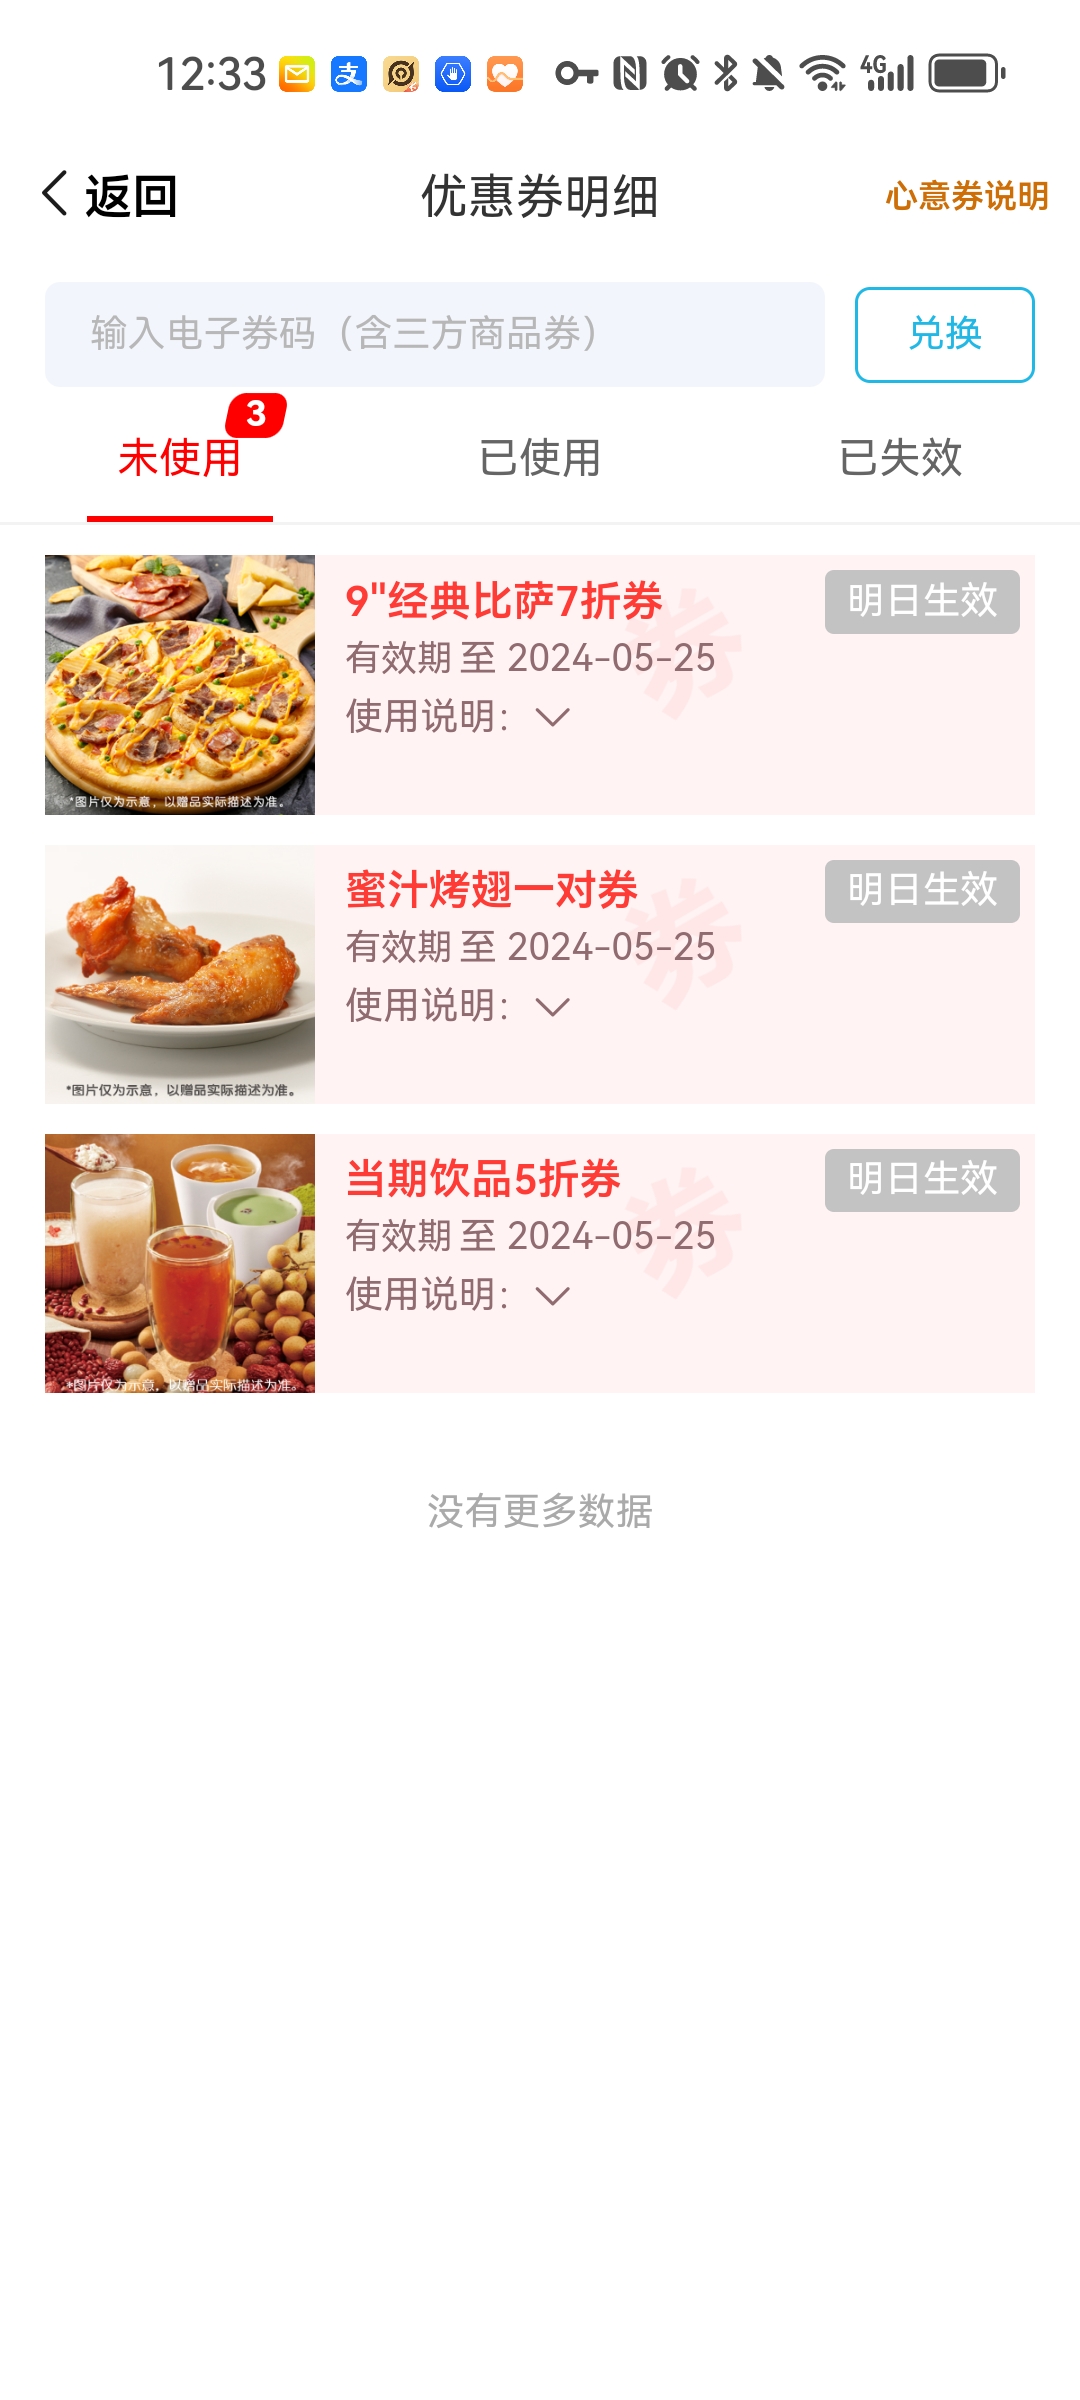 12:33
4G
返回
优惠券明细
心意券说明
输入电子券码（含三方商品券）
兑换
3
未使用
已使用
已失效
9"经典比萨7折券
明日生效
有效期 至 2024-05-25
使用说明：
券
*图片仅为示意，以赠品实际描述为准。
蜜汁烤翅一对券
明日生效
有效期 至 2024-05-25
使用说明：
券
*图片仅为示意，以赠品实际描述为准。
当期饮品5折券
明日生效
有效期 至 2024-05-25
使用说明：
券
*图片仅为示意，以赠品实际描述为准。
没有更多数据